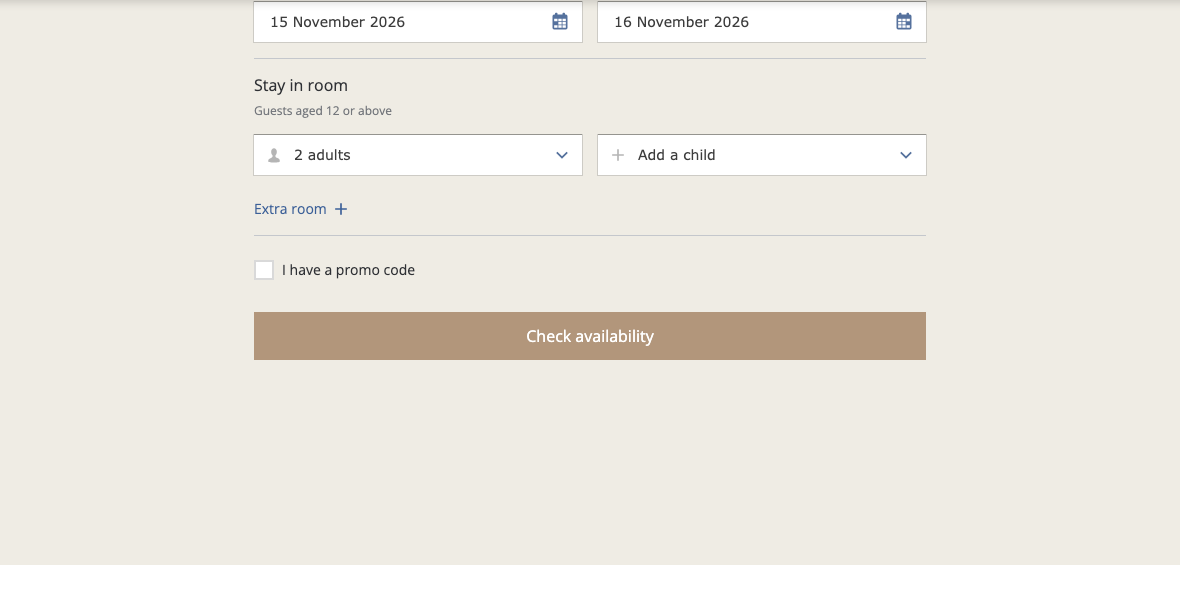 15 November 2026
16 November 2026
Stay in room
Guests aged 12 or above
2 adults
Add a child
Extra room +
I have a promo code
Check availability